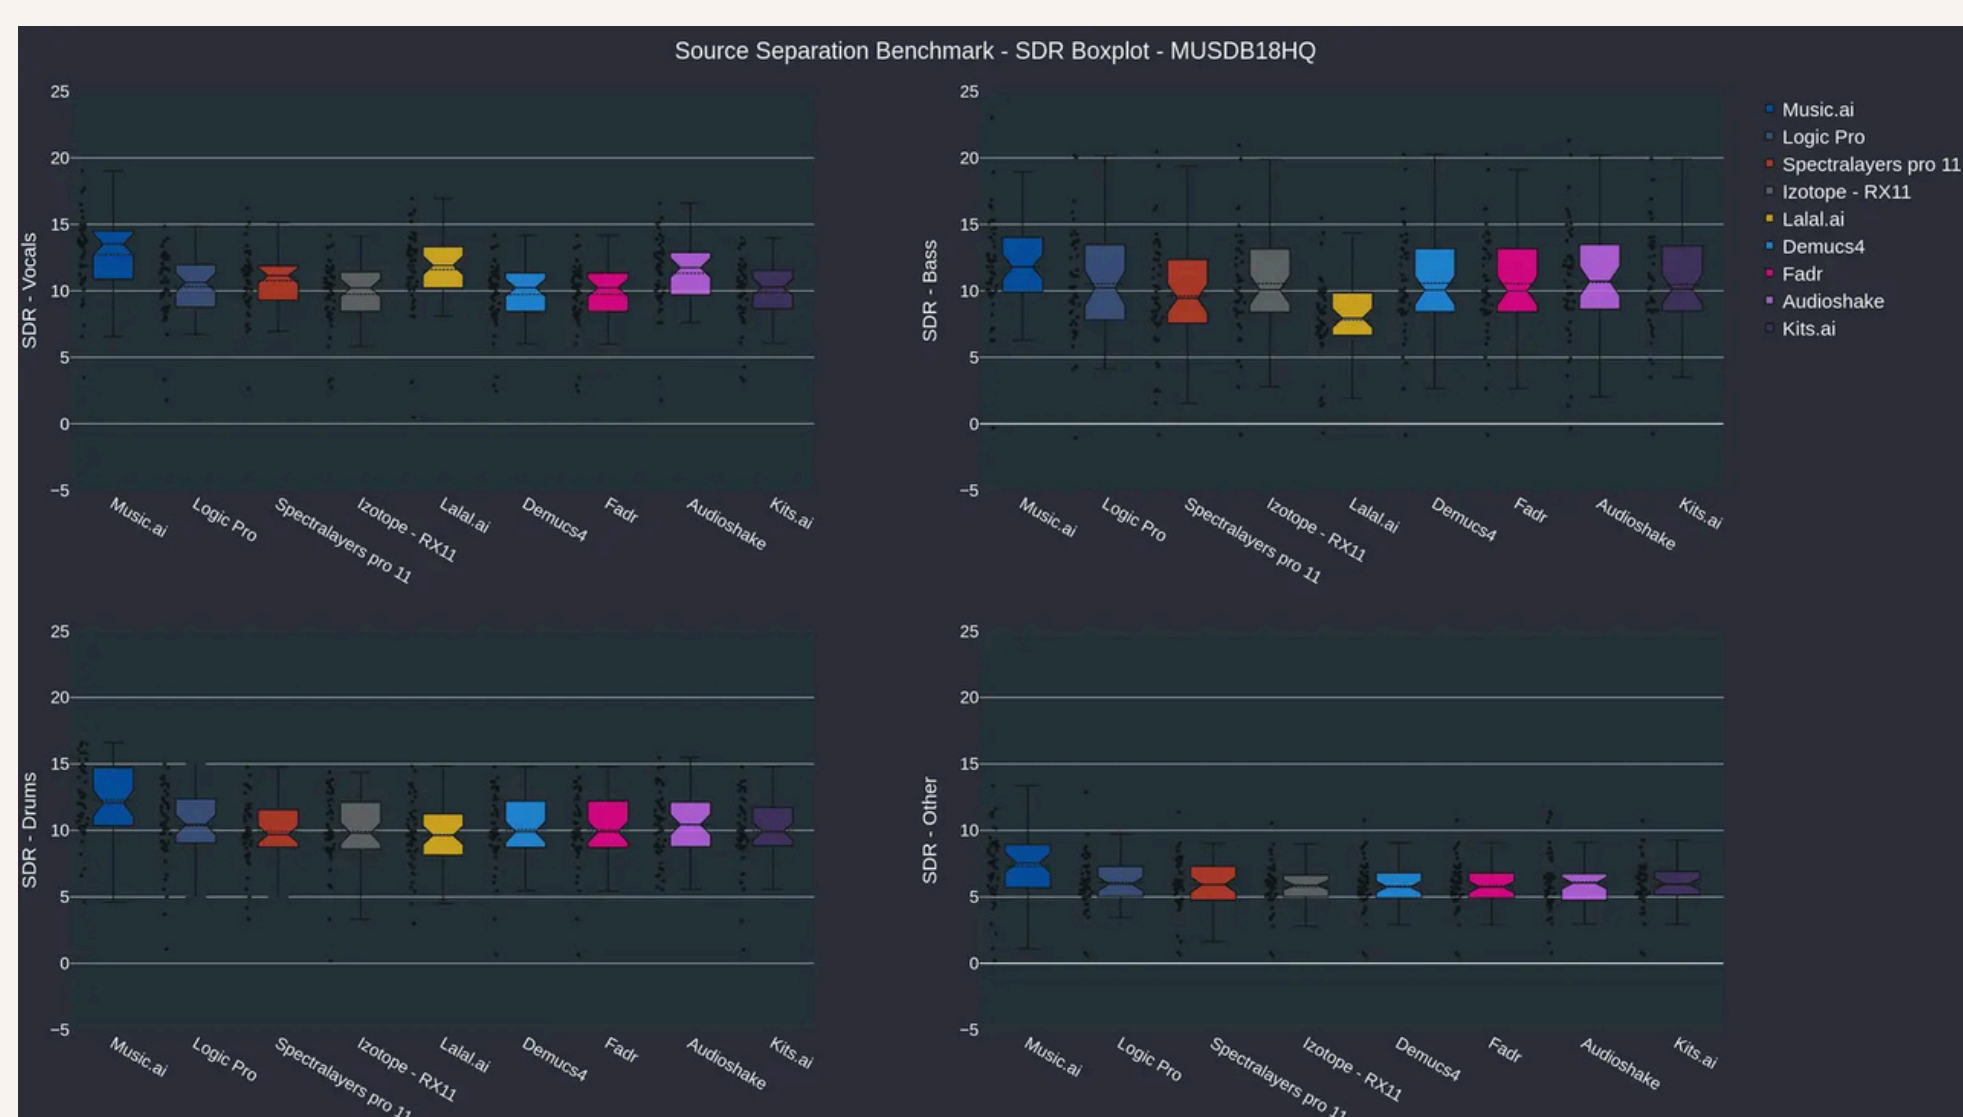 Source Separation Benchmark - SDR Boxplot - MUSDB18HQ
SDR - Vocals
25
20
15
10
5
0
−5
Music.ai
Logic Pro
Spectralayers pro 11
Izotope - RX11
Lalal.ai
Demucs4
Fadr
Audioshake
Kits.ai
SDR - Bass
25
20
15
10
5
0
−5
Music.ai
Logic Pro
Spectralayers pro 11
Izotope - RX11
Lalal.ai
Demucs4
Fadr
Audioshake
Kits.ai
Music.ai
Logic Pro
Spectralayers pro 11
Izotope - RX11
Lalal.ai
Demucs4
Fadr
Audioshake
Kits.ai
SDR - Drums
25
20
15
10
5
0
−5
Music.ai
Logic Pro
Spectralayers pro 11
Izotope - RX11
Lalal.ai
Demucs4
Fadr
Audioshake
Kits.ai
SDR - Other
25
20
15
10
5
0
−5
Music.ai
Logic Pro
Spectralayers pro 11
Izotope - RX11
Demucs4
Fadr
Audioshake
Kits.ai